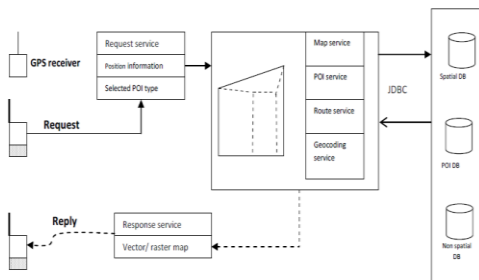 Request service
GPS receiver
Position information
Selected POI type
Request
Map service
POI service
Route service
Geocoding
service
JDBC
Spatial DB
POI DB
Non spatial
DB
Reply
Response service
Vector/ raster map